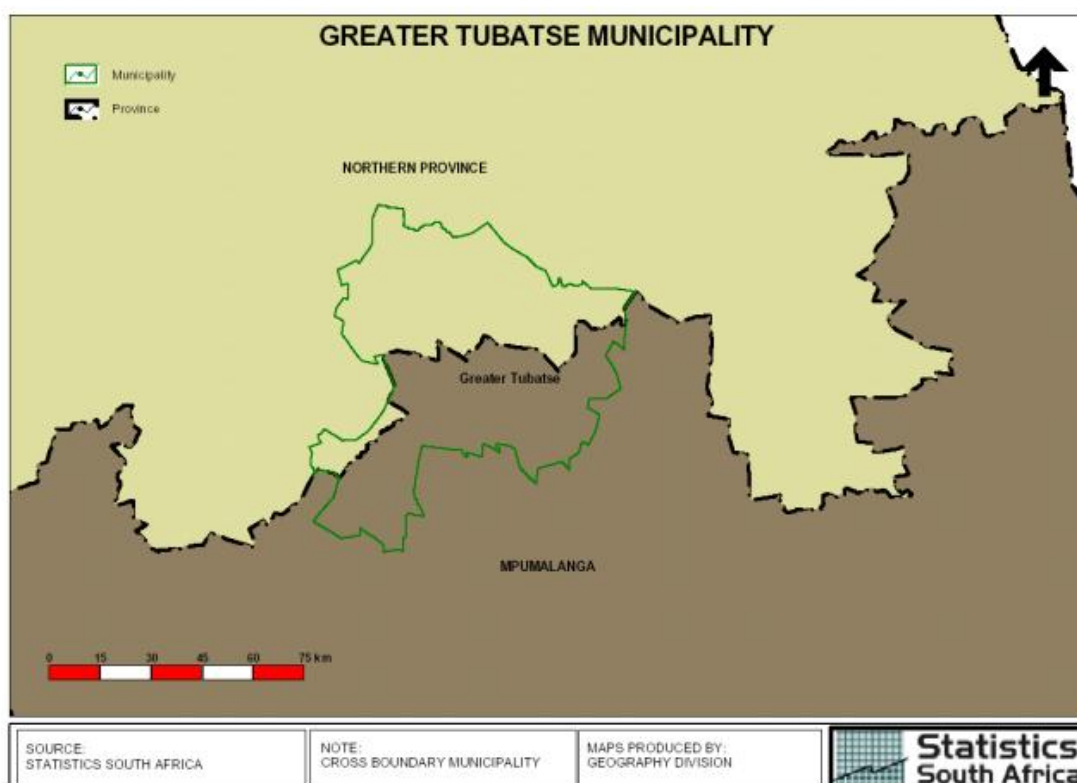 GREATER TUBATSE MUNICIPALITY
Municipality
Province
NORTHERN PROVINCE
Greater Tubatse
MPUMALANGA
0 15 30 45 60 75 km
SOURCE:
STATISTICS SOUTH AFRICA
NOTE:
CROSS BOUNDARY MUNICIPALITY
MAPS PRODUCED BY:
GEOGRAPHY DIVISION
Statistics
South Africa